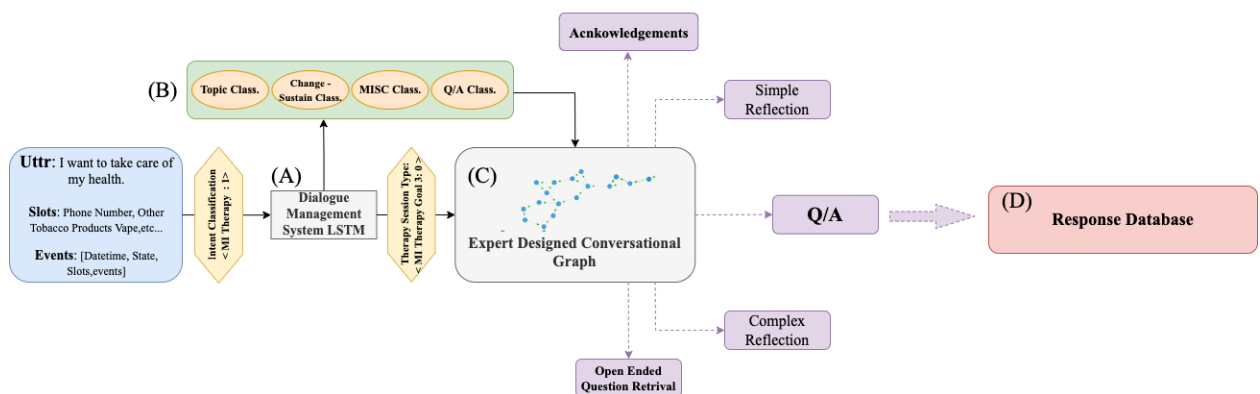 Acnkowledgements
(B)
Topic Class.
Change -
Sustain Class.
MISC Class.
Q/A Class.
Simple
Reflection
Uttr: I want to take care of
my health.
Slots: Phone Number, Other
Tobacco Products Vape,etc...
Events: [Datetime, State,
Slots,events]
Intent Classification
< MI Therapy : 1>
(A)
Dialogue
Management
System LSTM
Therapy Session Type:
< MI Therapy Goal 3: 0 >
(C)
Expert Designed Conversational
Graph
Q/A
(D)
Response Database
Complex
Reflection
Open Ended
Question Retrival